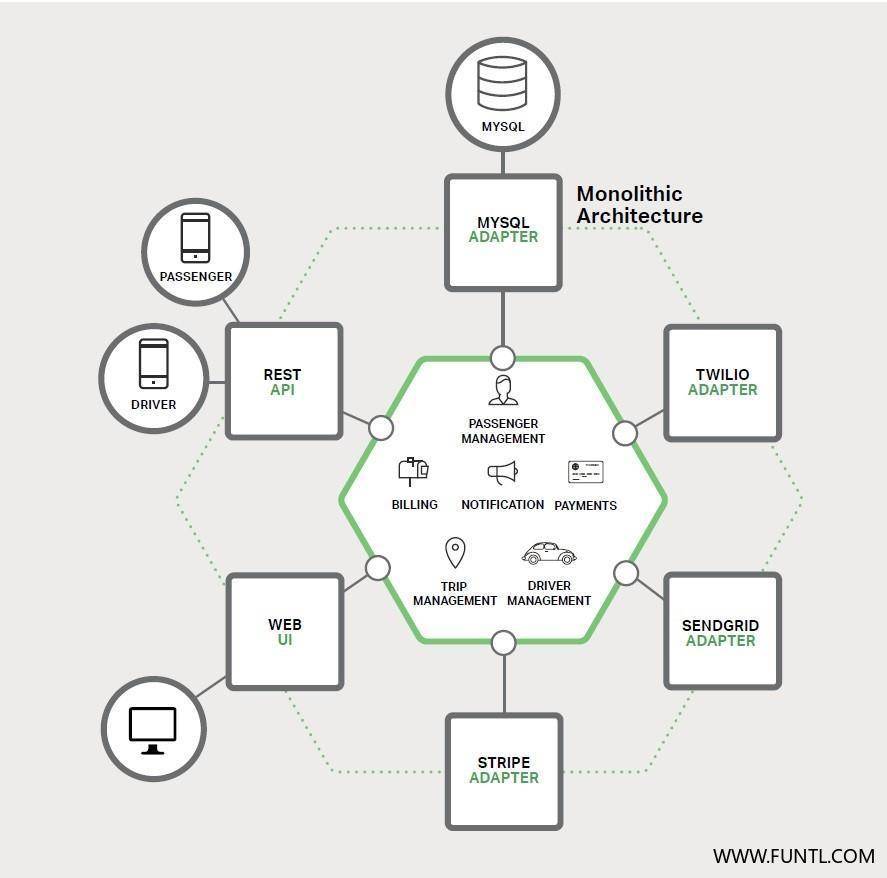 MYSQL
MYSQL
ADAPTER
Monolithic
Architecture
PASSENGER
DRIVER
REST
API
TWILIO
ADAPTER
PASSENGER
MANAGEMENT
BILLING
NOTIFICATION
PAYMENTS
TRIP
MANAGEMENT
DRIVER
MANAGEMENT
WEB
UI
SENDGRID
ADAPTER
STRIPE
ADAPTER
WWW.FUNTL.COM